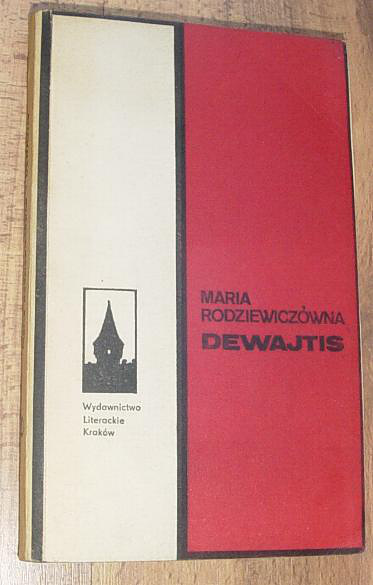 MARIA
RODZIEWICZÓWNA
DEWAJTIS
Wydawnictwo
Literackie
Kraków